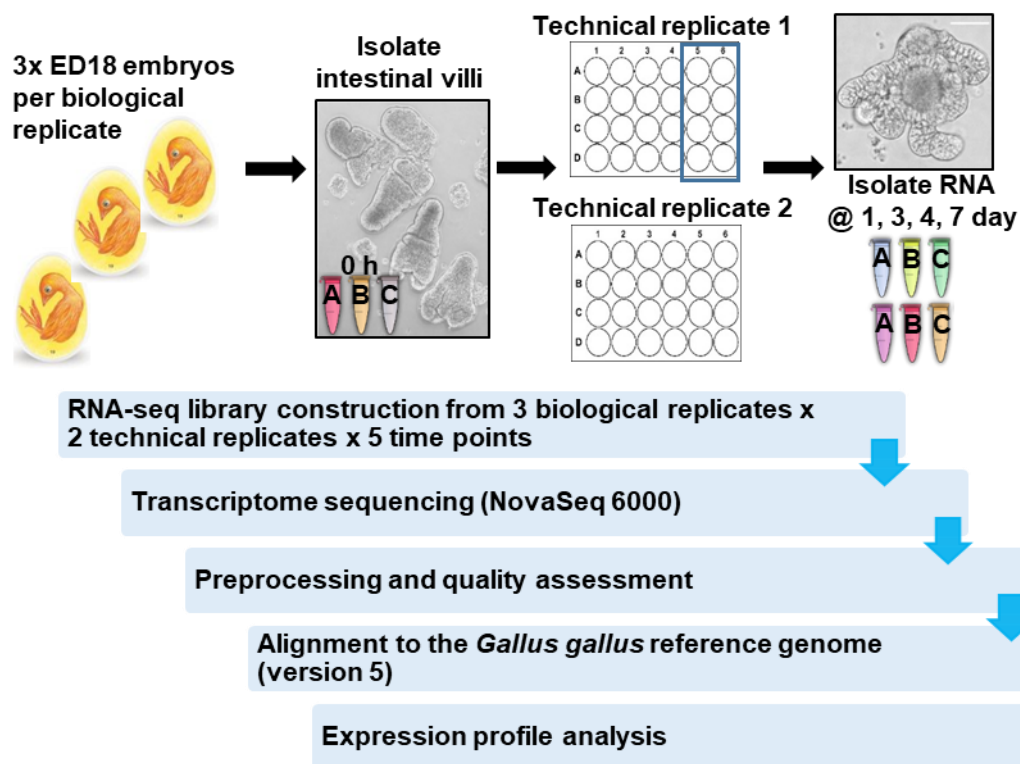 3x ED18 embryos
per biological
replicate
Isolate
intestinal villi
0 h
A B C
Technical replicate 1
1 2 3 4 5 6
A
B
C
D
Technical replicate 2
1 2 3 4 5 6
A
B
C
D
Isolate RNA
@ 1, 3, 4, 7 day
A B C
A B C
RNA-seq library construction from 3 biological replicates x
2 technical replicates x 5 time points
Transcriptome sequencing (NovaSeq 6000)
Preprocessing and quality assessment
Alignment to the Gallus gallus reference genome
(version 5)
Expression profile analysis